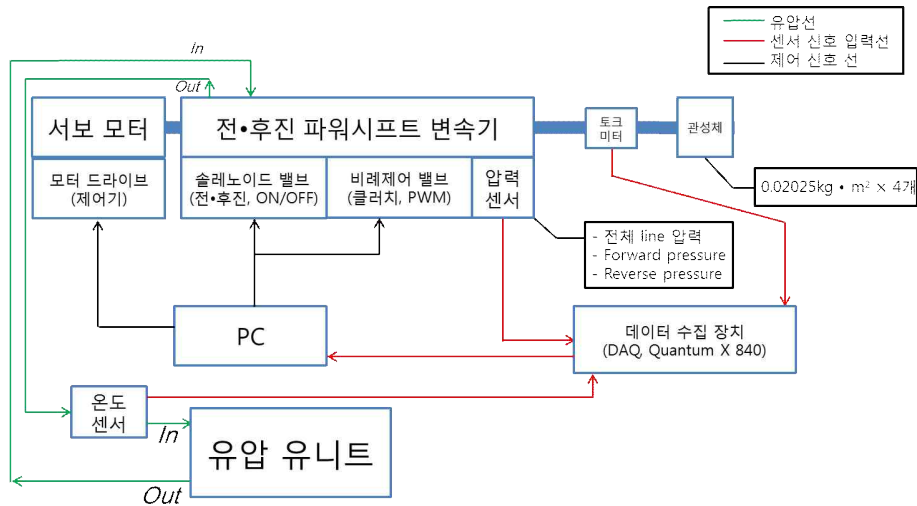 유압선
센서 신호 입력선
제어 신호 선
In
Out
서보 모터
전•후진 파워시프트 변속기
토크
미터
관성체
모터 드라이브
(제어기)
솔레노이드 밸브
(전•후진, ON/OFF)
비례제어 밸브
(클러치, PWM)
압력
센서
0.02025kg • m² × 4개
- 전체 line 압력
- Forward pressure
- Reverse pressure
PC
데이터 수집 장치
(DAQ, Quantum X 840)
온도
센서
In
유압 유니트
Out